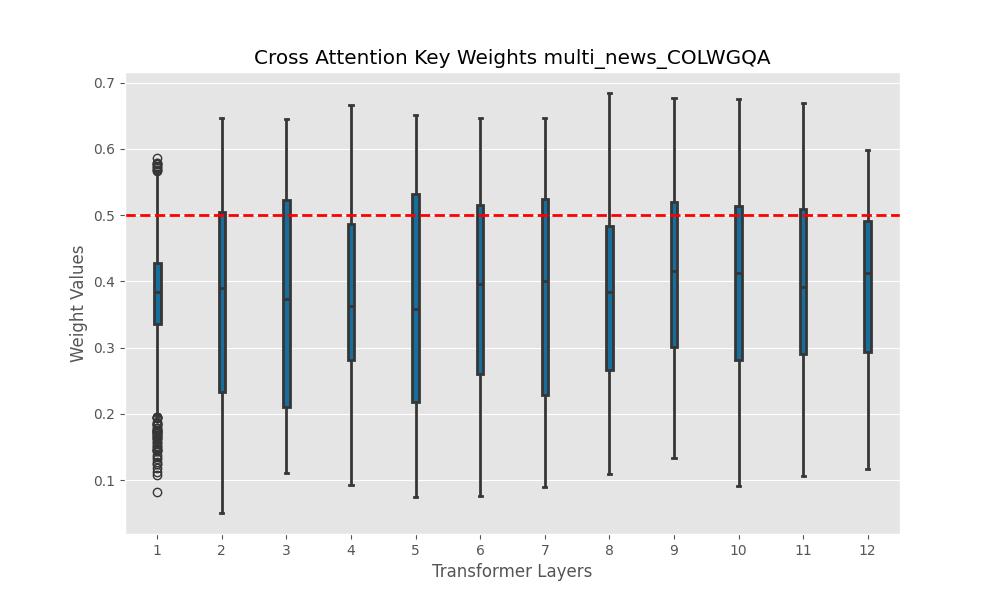 Cross Attention Key Weights multi_news_COLWGQA
0.7
0.6
0.5
0.4
0.3
0.2
0.1
Weight Values
1 2 3 4 5 6 7 8 9 10 11 12
Transformer Layers